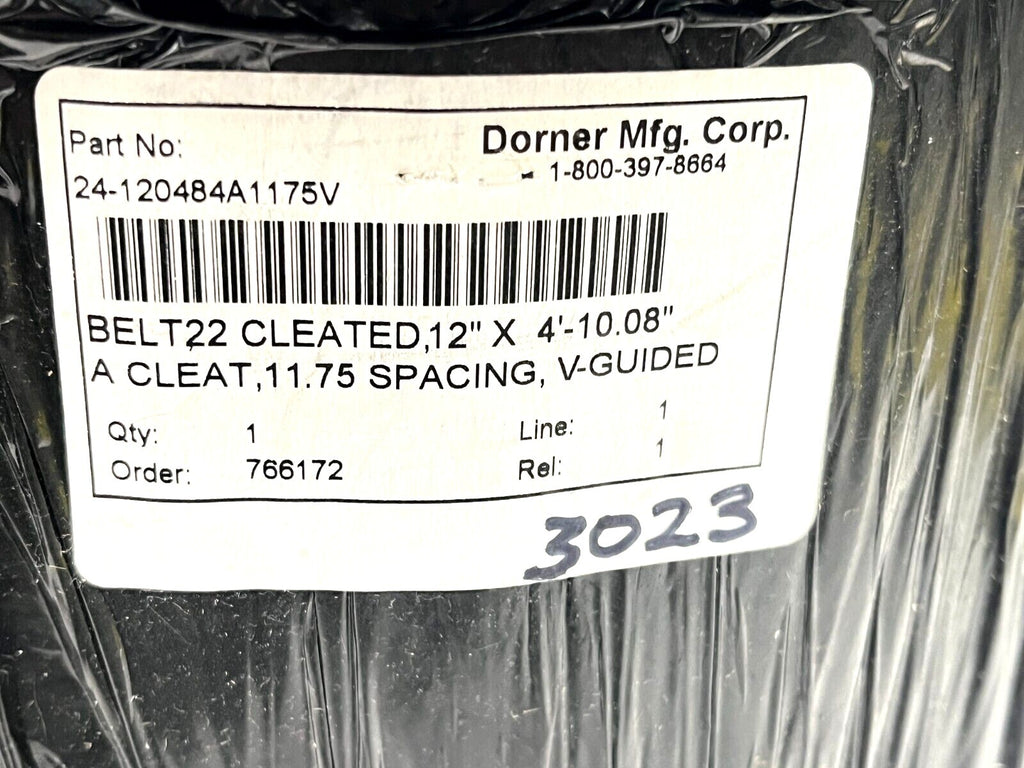 Part No:
Dorner Mfg. Corp.
1-800-397-8664
24-120484A1175V
BELT22 CLEATED,12" X 4'-10.08"
A CLEAT,11.75 SPACING, V-GUIDED
Qty: 1
Line: 1
Order: 766172
Rel: 1
3023